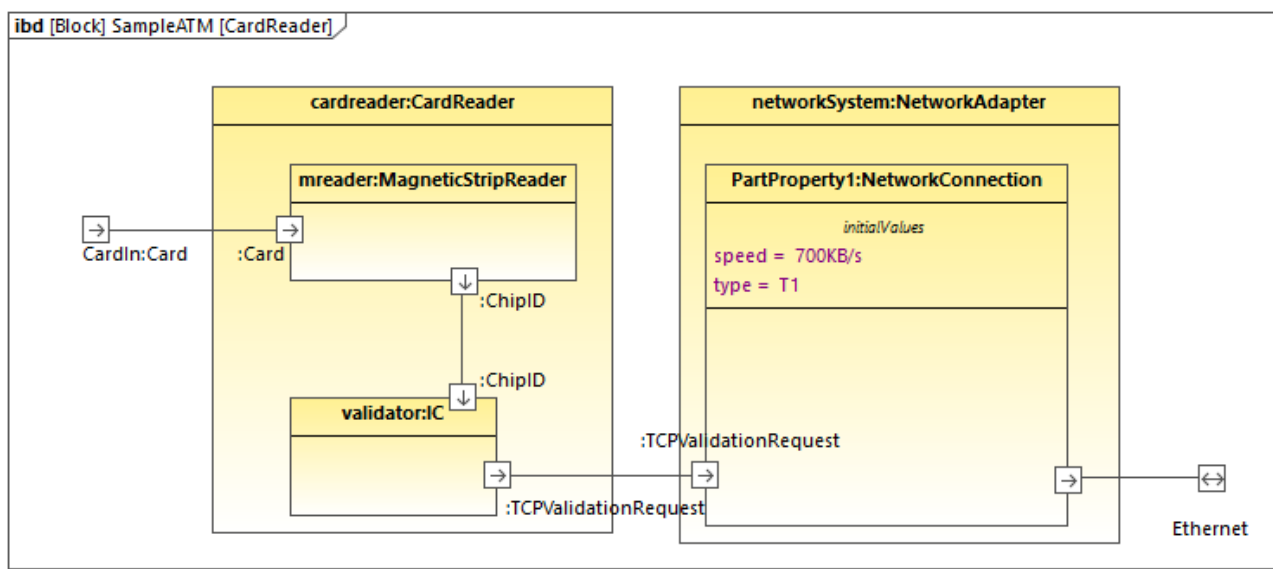 ibd [Block] SampleATM [CardReader]
cardreader:CardReader
networkSystem:NetworkAdapter
mreader:MagneticStripReader
PartProperty1:NetworkConnection
initialValues
speed = 700KB/s
type = T1
CardIn:Card
:Card
:ChipID
:ChipID
validator:IC
:TCPValidationRequest
:TCPValidationRequest
Ethernet